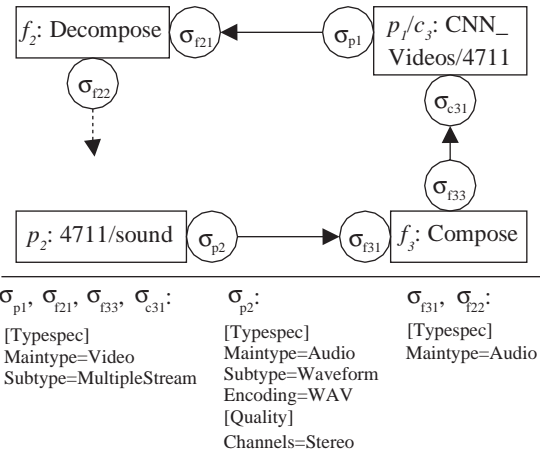 f₂: Decompose
σf21
σp1
p₁/c₃: CNN_
Videos/4711
σf22
σc31
σf33
p₂: 4711/sound
σp2
σf31
f₃: Compose
σp1, σf21, σf33, σc31:
[Typespec]
Maintype=Video
Subtype=MultipleStream
σp2:
[Typespec]
Maintype=Audio
Subtype=Waveform
Encoding=WAV
[Quality]
Channels=Stereo
σf31, σf22:
[Typespec]
Maintype=Audio